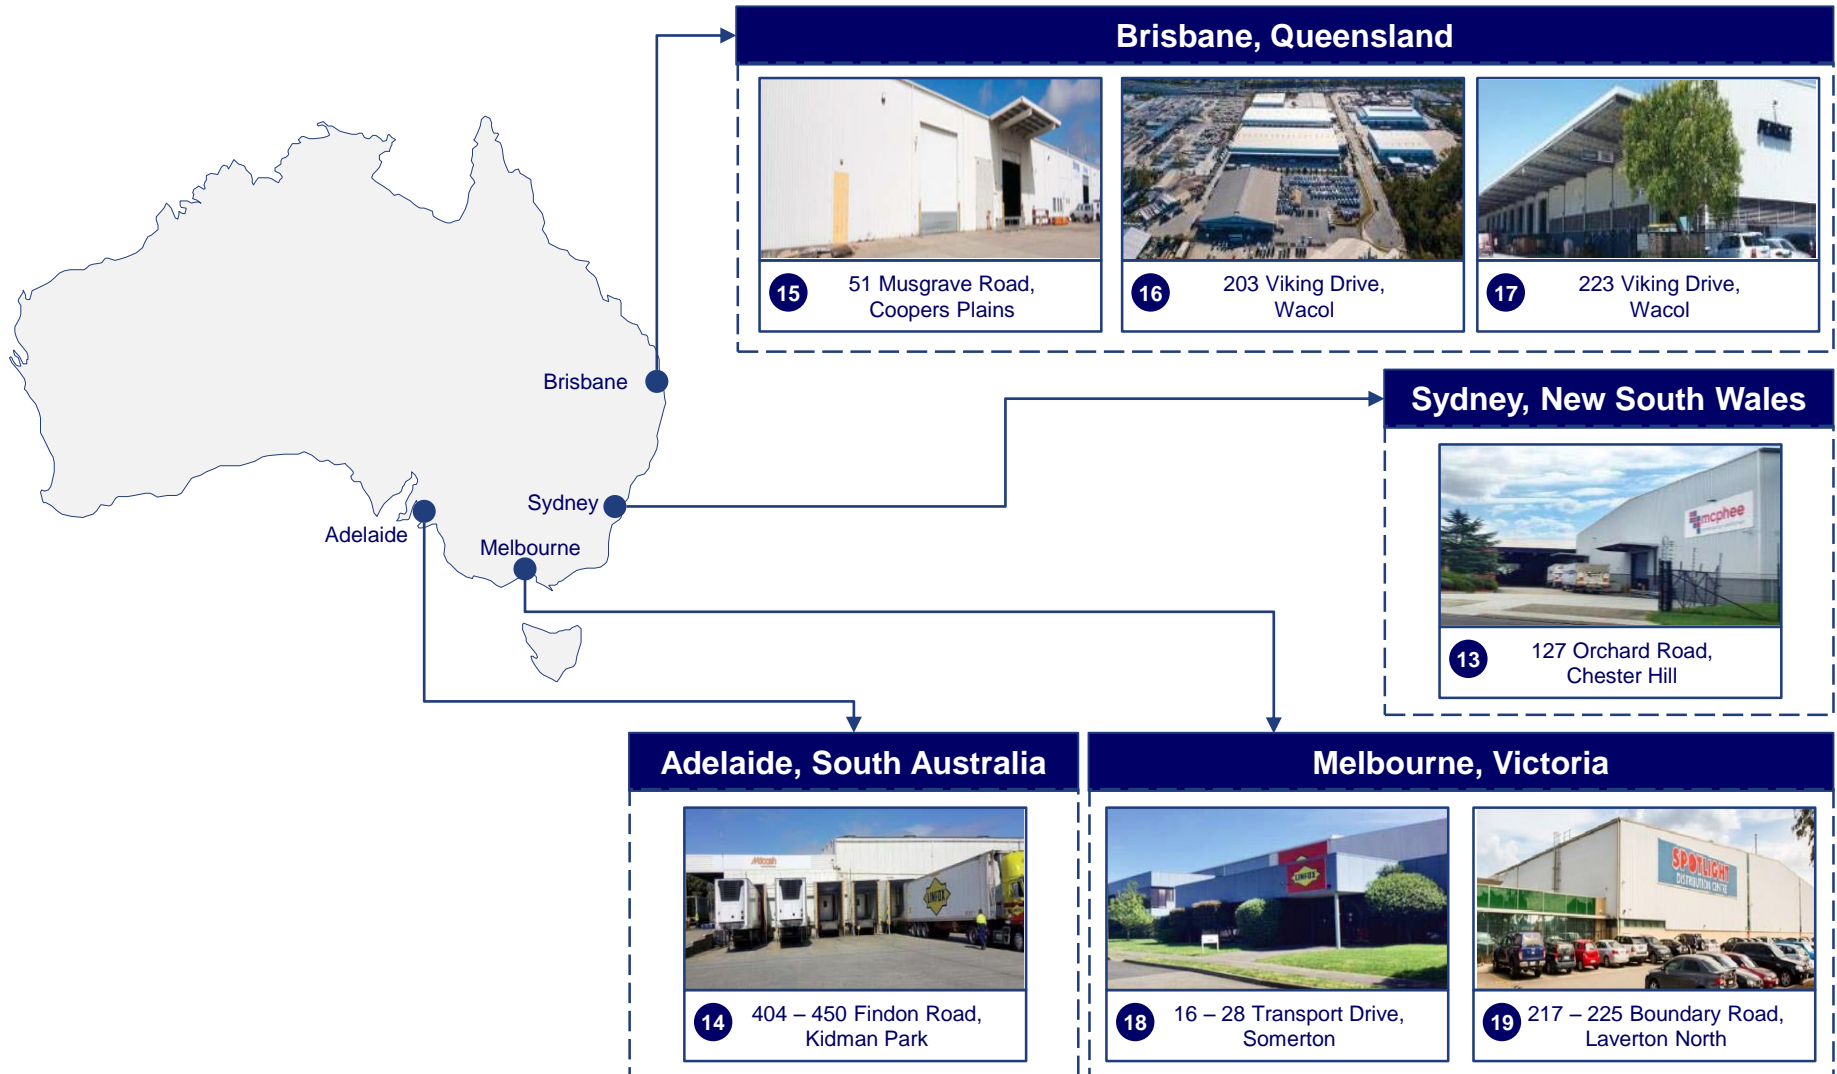 Brisbane, Queensland
15
51 Musgrave Road,
Coopers Plains
16
203 Viking Drive,
Wacol
17
223 Viking Drive,
Wacol
Brisbane
Sydney
Adelaide
Melbourne
Sydney, New South Wales
mcphee
13
127 Orchard Road,
Chester Hill
Adelaide, South Australia
Metcash
LINFOX
14
404 – 450 Findon Road,
Kidman Park
Melbourne, Victoria
LINFOX
18
16 – 28 Transport Drive,
Somerton
SPOTLIGHT
DISTRIBUTION CENTRE
19
217 – 225 Boundary Road,
Laverton North